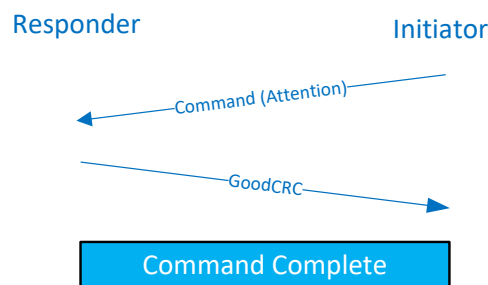 Responder
Initiator
Command (Attention)
GoodCRC
Command Complete